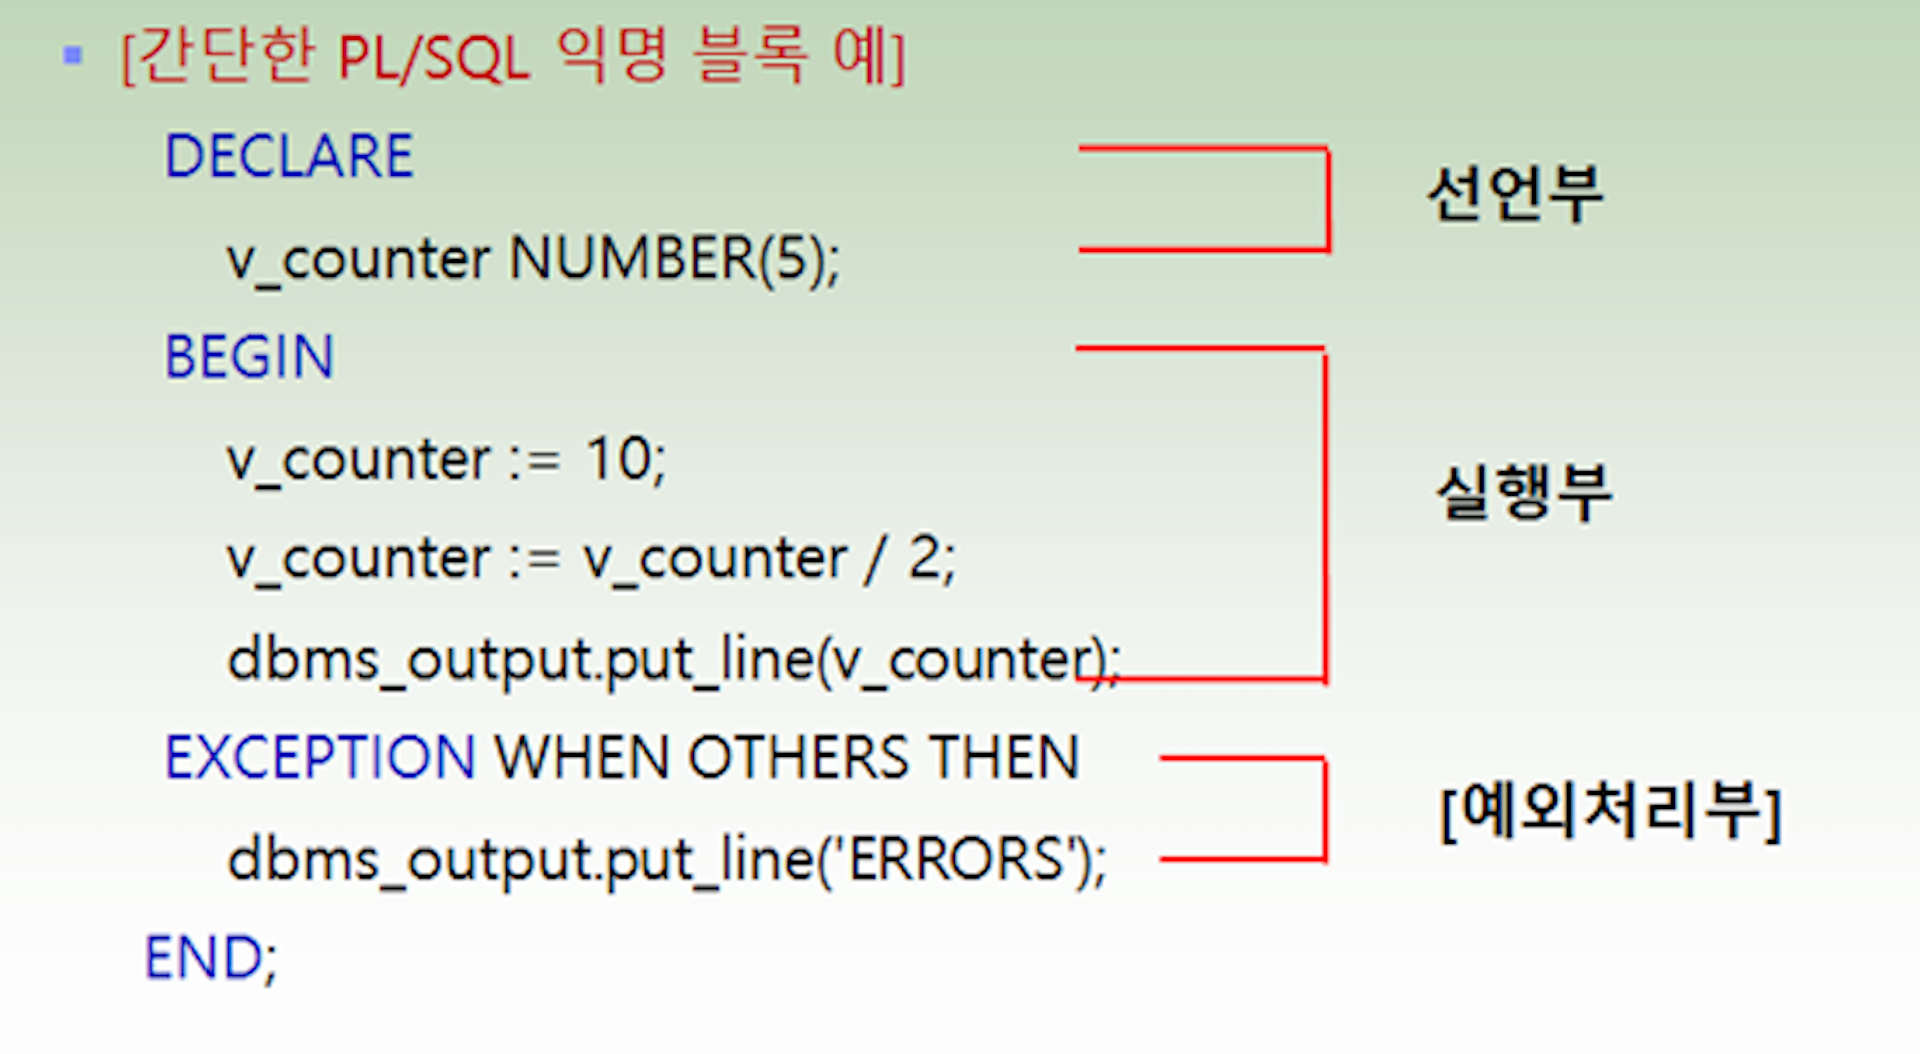 [간단한 PL/SQL 익명 블록 예]
DECLARE
v_counter NUMBER(5);
선언부
BEGIN
v_counter := 10;
v_counter := v_counter / 2;
dbms_output.put_line(v_counter);
실행부
EXCEPTION WHEN OTHERS THEN
dbms_output.put_line('ERRORS');
[예외처리부]
END;